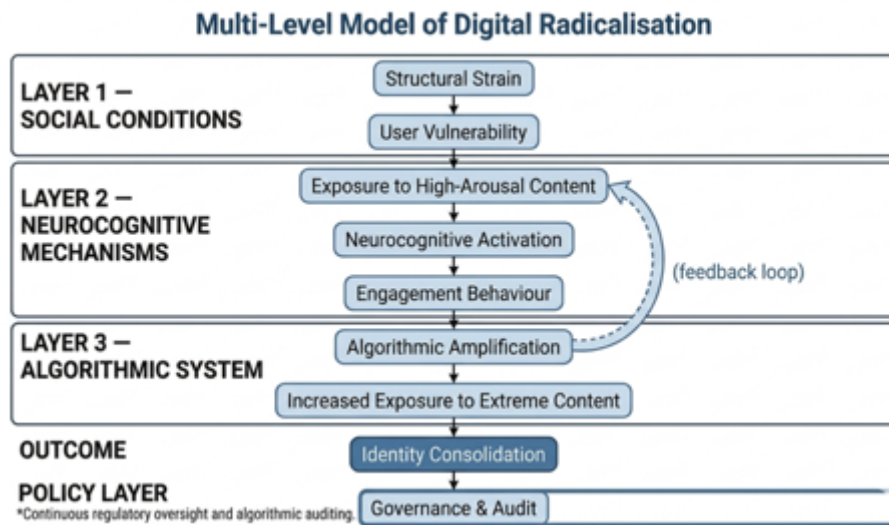 Multi-Level Model of Digital Radicalisation
LAYER 1 —
SOCIAL CONDITIONS
Structural Strain
User Vulnerability
LAYER 2 —
NEUROCOGNITIVE
MECHANISMS
Exposure to High-Arousal Content
Neurocognitive Activation
Engagement Behaviour
(feedback loop)
LAYER 3 —
ALGORITHMIC SYSTEM
Algorithmic Amplification
Increased Exposure to Extreme Content
OUTCOME
Identity Consolidation
POLICY LAYER
*Continuous regulatory oversight and algorithmic auditing.
Governance & Audit